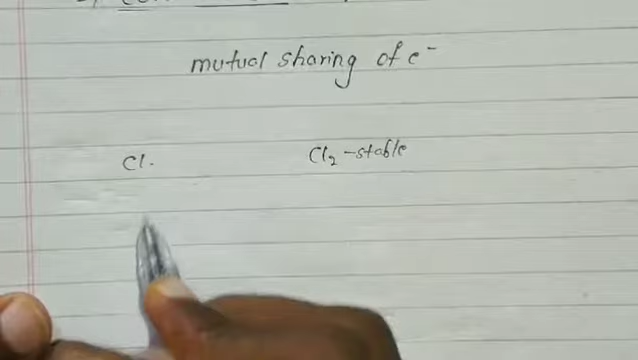 mutual sharing of e⁻
Cl· Cl₂ -stable